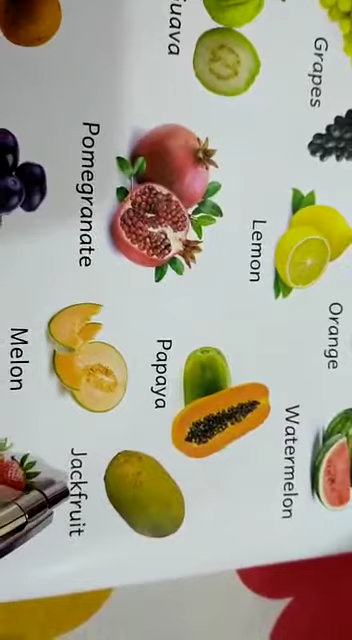 Grapes
Orange
Watermelon
Lemon
uava
Papaya
Pomegranate
Jackfruit
Melon